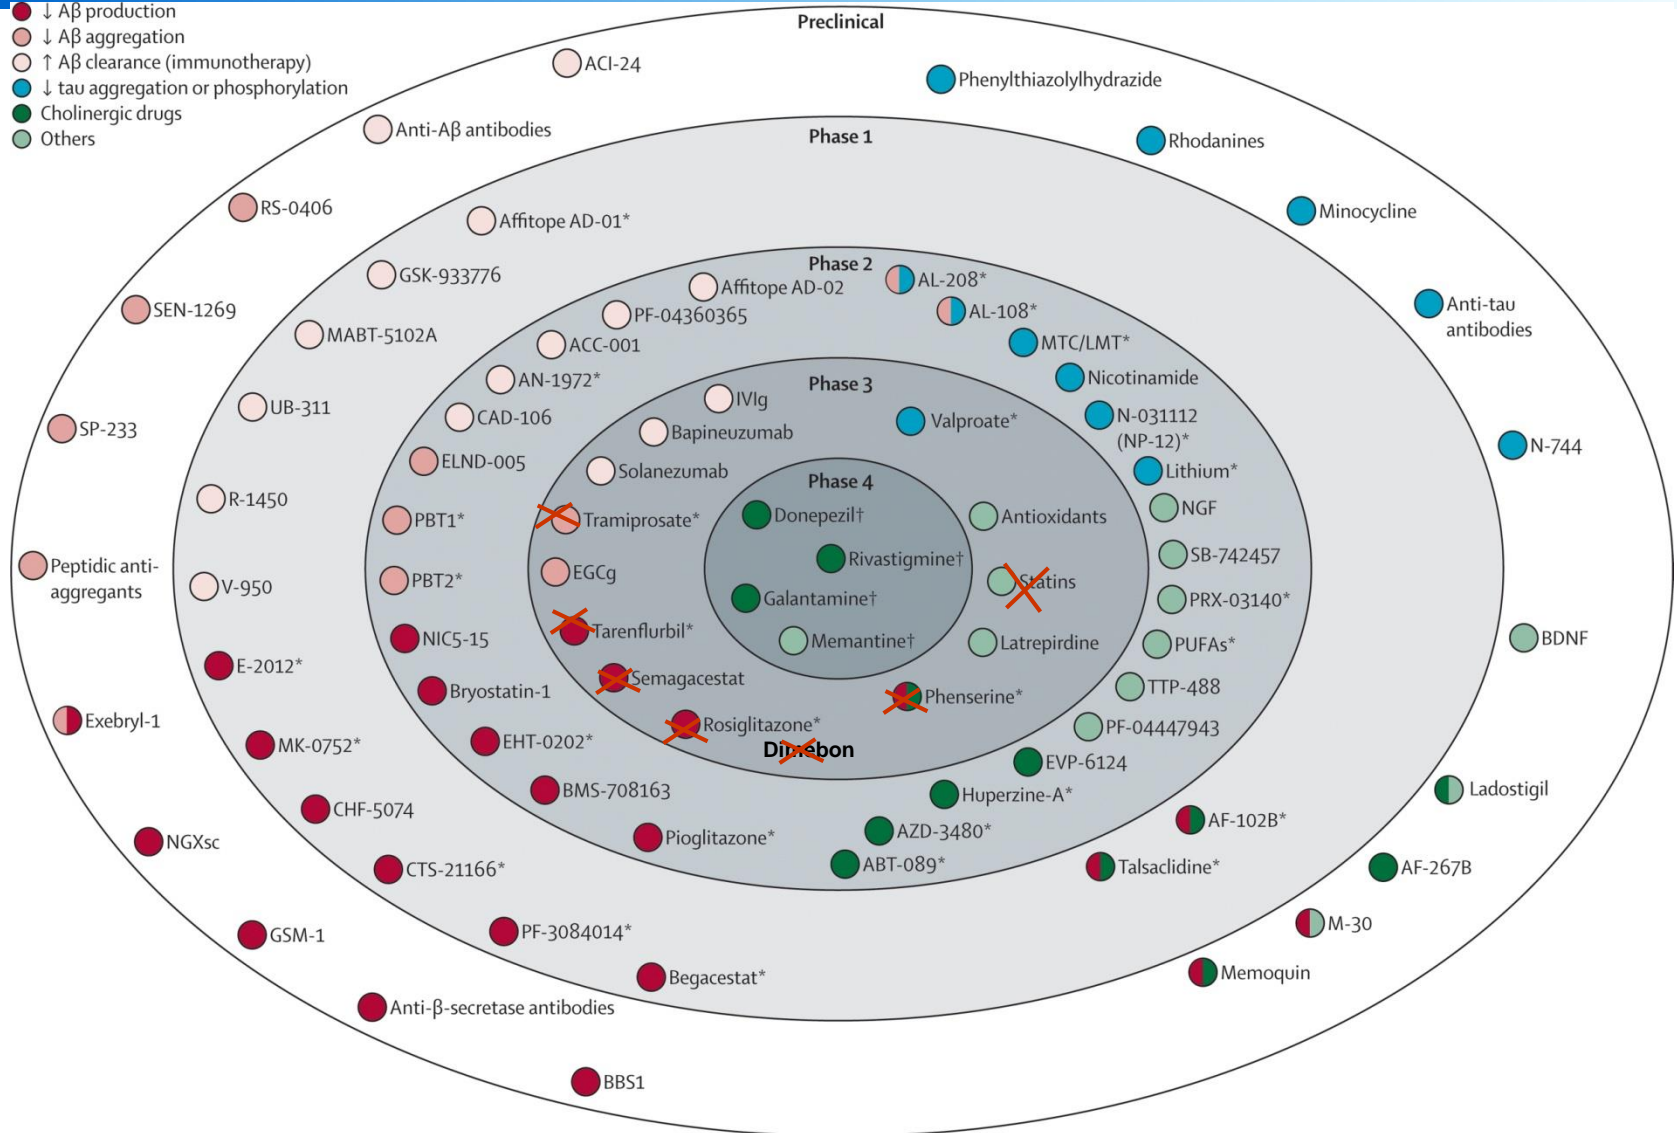 ↓ Aβ production
↓ Aβ aggregation
↑ Aβ clearance (immunotherapy)
↓ tau aggregation or phosphorylation
Cholinergic drugs
Others
Preclinical
ACI-24
Phenylthiazolylhydrazide
Anti-Aβ antibodies
Rhodanines
RS-0406
Minocycline
SEN-1269
Anti-tau
antibodies
SP-233
N-744
Peptidic anti-
aggregants
BDNF
Exebryl-1
Ladostigil
NGXsc
AF-267B
GSM-1
M-30
Memoquin
Anti-β-secretase antibodies
BBS1
Phase 1
Affitope AD-01*
GSK-933776
MABT-5102A
UB-311
R-1450
V-950
E-2012*
MK-0752*
CHF-5074
CTS-21166*
PF-3084014*
Begacestat*
AF-102B*
Talsaclidine*
Phase 2
Affitope AD-02
AL-208*
PF-04360365
AL-108*
ACC-001
MTC/LMT*
AN-1972*
Nicotinamide
CAD-106
N-031112
(NP-12)*
ELND-005
Lithium*
NGF
PBT1*
SB-742457
PBT2*
PRX-03140*
NIC5-15
PUFAs*
Bryostatin-1
TTP-488
EHT-0202*
PF-04447943
BMS-708163
EVP-6124
Pioglitazone*
Huperzine-A*
AZD-3480*
ABT-089*
Phase 3
IVIg
Valproate*
Bapineuzumab
Solanezumab
Tramiprosate*
Antioxidants
EGCg
Statins
Tarenflurbil*
Latrepirdine
Semagacestat
Phenserine*
Rosiglitazone*
Dimebon
Phase 4
Donepezil†
Rivastigmine†
Galantamine†
Memantine†